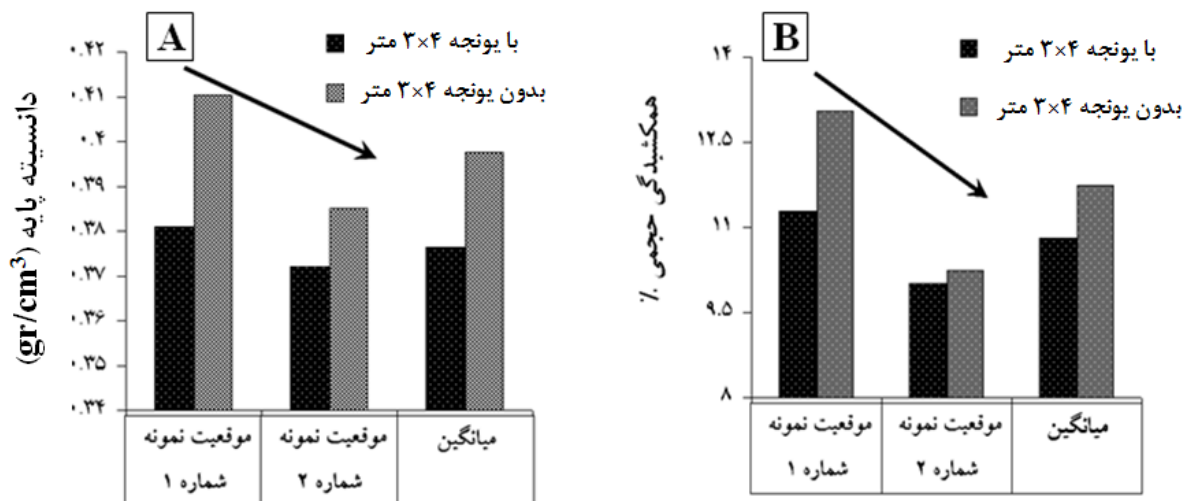 A
با یونجه ۴×۳ متر
بدون یونجه ۴×۳ متر
دانسیته پایه (gr/cm³)
۰.۴۲
۰.۴۱
۰.۴
۰.۳۹
۰.۳۸
۰.۳۷
۰.۳۶
۰.۳۵
۰.۳۴
موقعیت نمونه
شماره ۱
موقعیت نمونه
شماره ۲
میانگین
B
با یونجه ۴×۳ متر
بدون یونجه ۴×۳ متر
همکشیدگی حجمی %
۱۴
۱۲.۵
۱۱
۹.۵
۸
موقعیت نمونه
شماره ۱
موقعیت نمونه
شماره ۲
میانگین